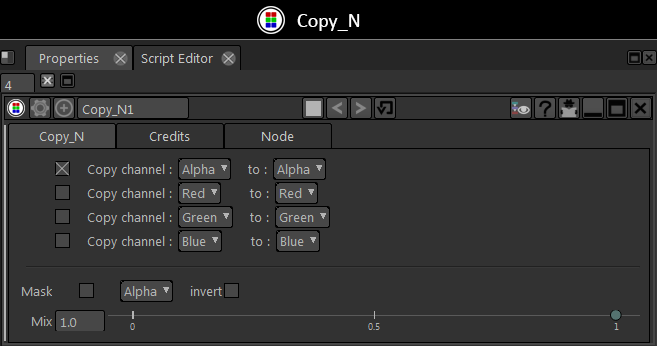 Copy_N
Properties Script Editor
4
Copy_N1 ?
Copy_N Credits Node
Copy channel : Alpha to : Alpha
Copy channel : Red to : Red
Copy channel : Green to : Green
Copy channel : Blue to : Blue
Mask Alpha invert
Mix 1.0
0 0.5 1